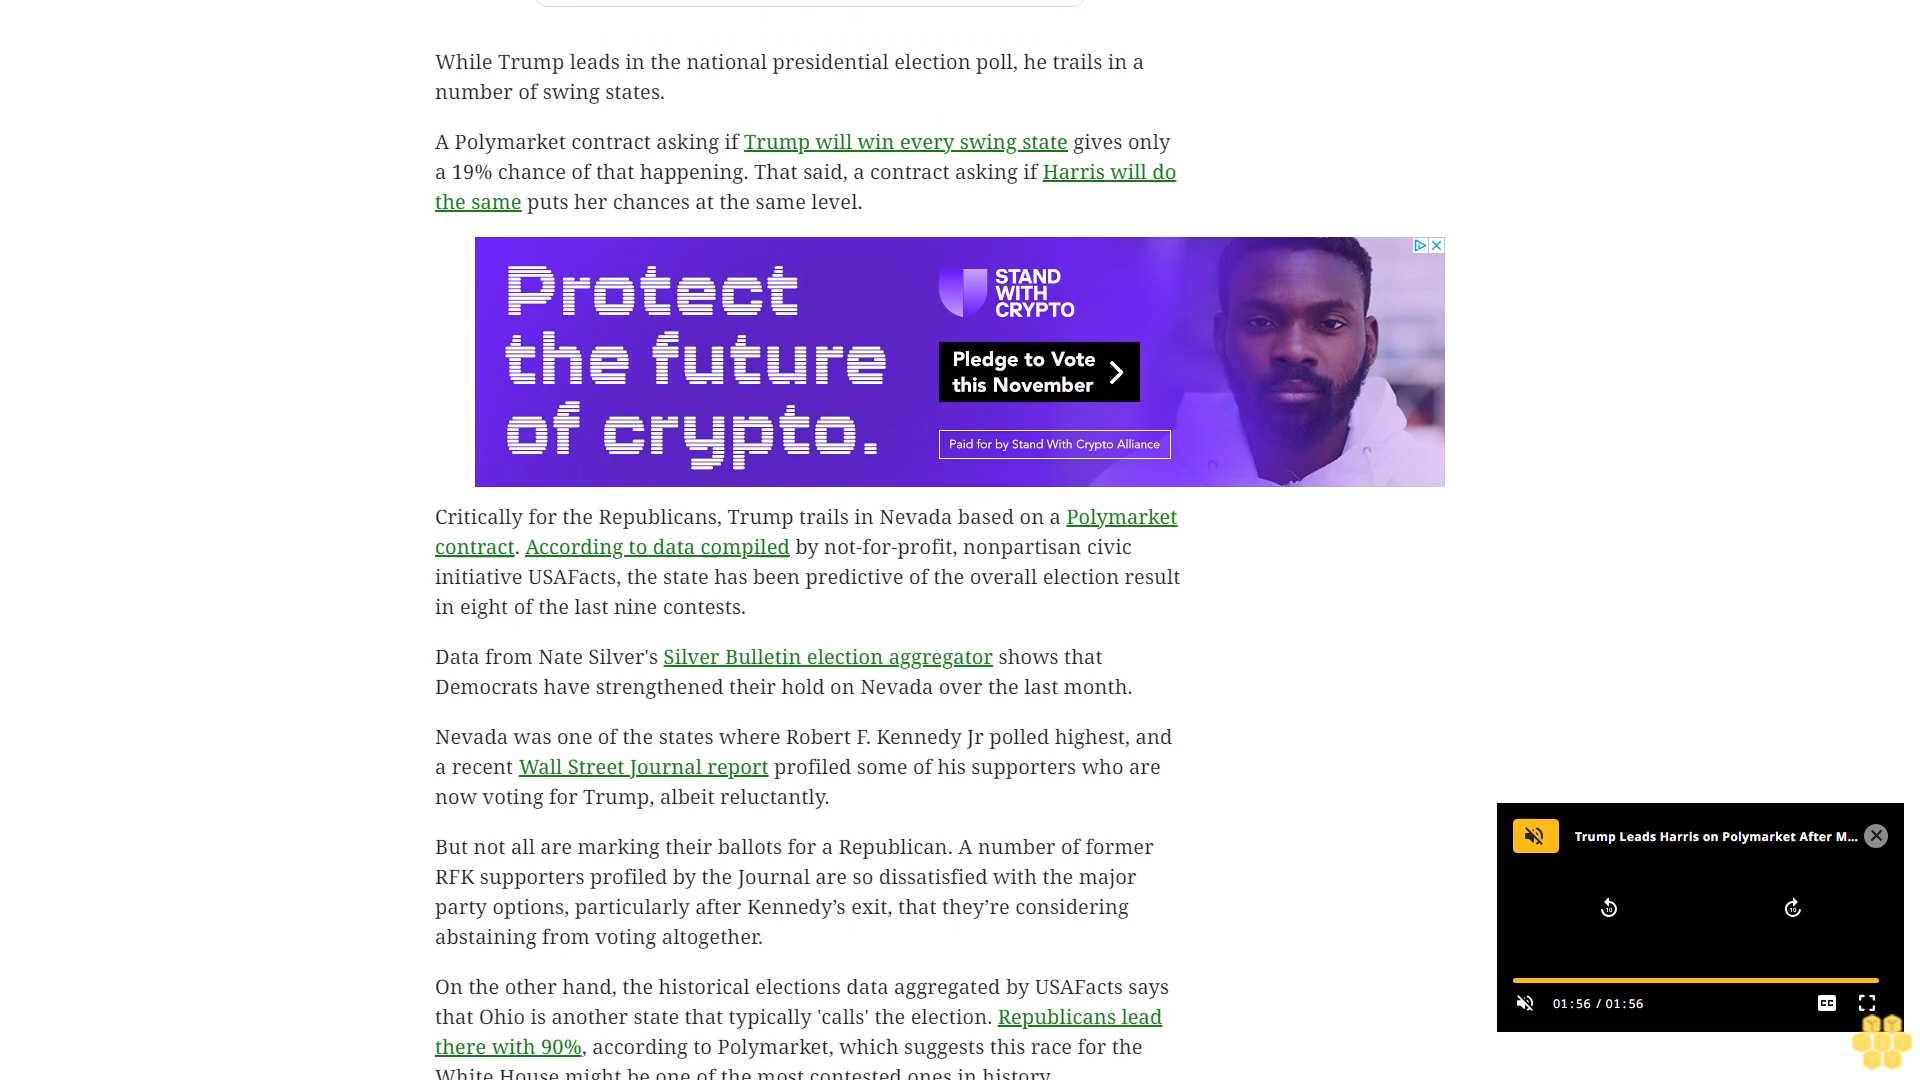 While Trump leads in the national presidential election poll, he trails in a
number of swing states.
A Polymarket contract asking if Trump will win every swing state gives only
a 19% chance of that happening. That said, a contract asking if Harris will do
the same puts her chances at the same level.
Protect
the future
of crypto.
STAND
WITH
CRYPTO
Pledge to Vote
this November
Paid for by Stand With Crypto Alliance
Critically for the Republicans, Trump trails in Nevada based on a Polymarket
contract. According to data compiled by not-for-profit, nonpartisan civic
initiative USAFacts, the state has been predictive of the overall election result
in eight of the last nine contests.
Data from Nate Silver's Silver Bulletin election aggregator shows that
Democrats have strengthened their hold on Nevada over the last month.
Nevada was one of the states where Robert F. Kennedy Jr polled highest, and
a recent Wall Street Journal report profiled some of his supporters who are
now voting for Trump, albeit reluctantly.
But not all are marking their ballots for a Republican. A number of former
RFK supporters profiled by the Journal are so dissatisfied with the major
party options, particularly after Kennedy’s exit, that they’re considering
abstaining from voting altogether.
On the other hand, the historical elections data aggregated by USAFacts says
that Ohio is another state that typically 'calls' the election. Republicans lead
there with 90%, according to Polymarket, which suggests this race for the
White House might be one of the most contested ones in history.
Trump Leads Harris on Polymarket After M...
10
10
01:56 / 01:56
CC